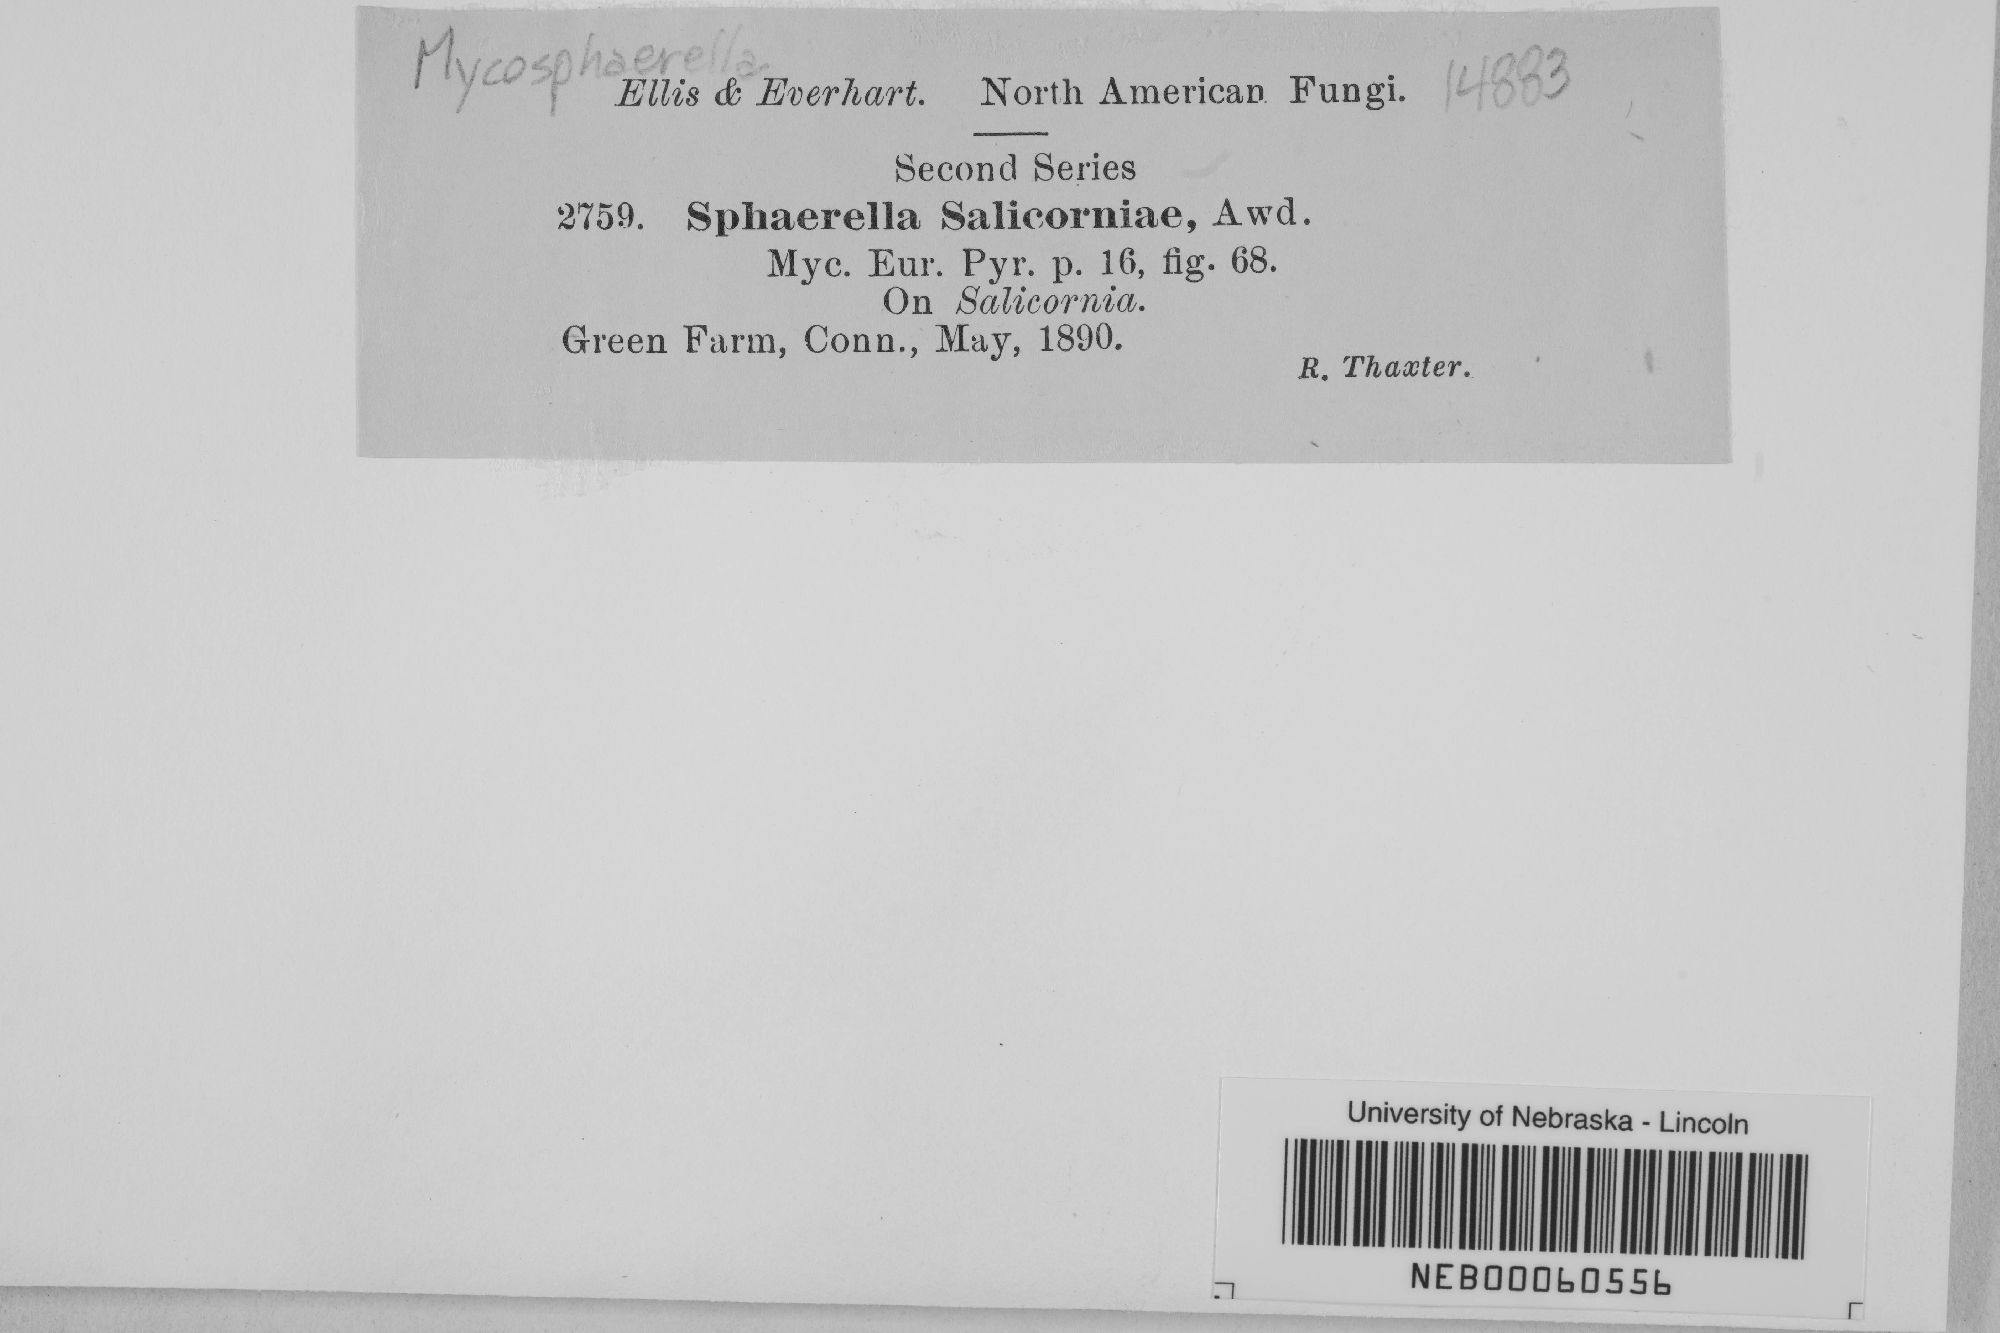 Mycosphaerella
Ellis & Everhart. North American Fungi. 14883
Second Series
2759. Sphaerella Salicorniae, Awd.
Myc. Eur. Pyr. p. 16, fig. 68.
On Salicornia.
Green Farm, Conn., May, 1890.
R. Thaxter.
University of Nebraska - Lincoln
NEB00060556